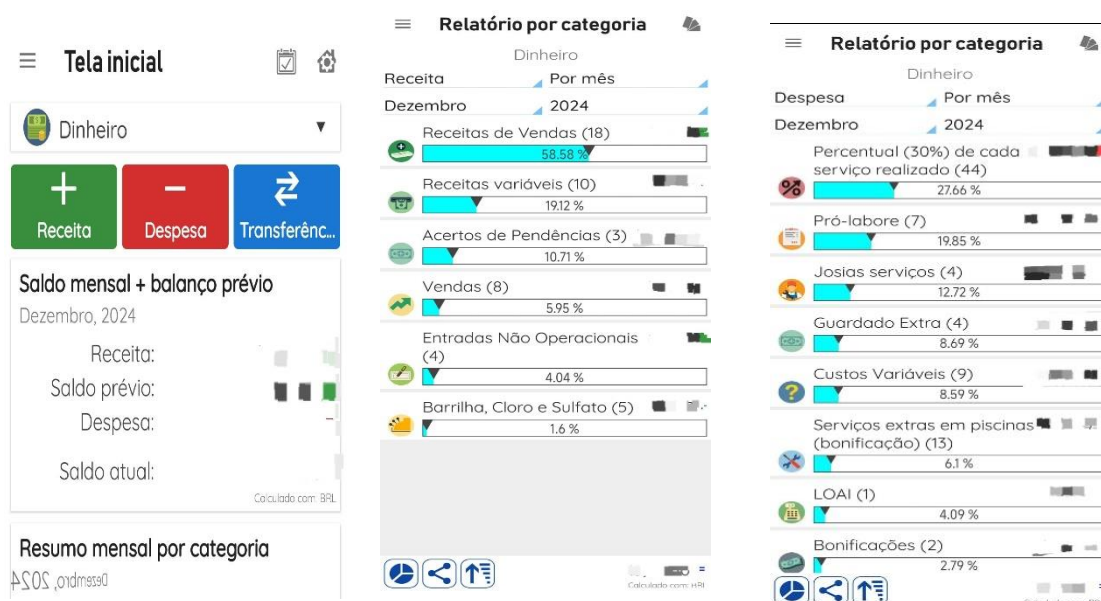 Tela inicial
Dinheiro
Receita
Despesa
Transferênc...
Saldo mensal + balanço prévio
Dezembro, 2024
Receita:
Saldo prévio:
Despesa:
Saldo atual:
Calculado com: BRL
Resumo mensal por categoria
Dezembro, 2024
Relatório por categoria
Dinheiro
Receita Por mês
Dezembro 2024
Receitas de Vendas (18)
58.58 %
Receitas variáveis (10)
19.12 %
Acertos de Pendências (3)
10.71 %
Vendas (8)
5.95 %
Entradas Não Operacionais
(4)
4.04 %
Barrilha, Cloro e Sulfato (5)
1.6 %
Calculado com: BRL
Relatório por categoria
Dinheiro
Despesa Por mês
Dezembro 2024
Percentual (30%) de cada
serviço realizado (44)
27.66 %
Pró-labore (7)
19.85 %
Josias serviços (4)
12.72 %
Guardado Extra (4)
8.69 %
Custos Variáveis (9)
8.59 %
Serviços extras em piscinas
(bonificação) (13)
6.1 %
LOAI (1)
4.09 %
Bonificações (2)
2.79 %